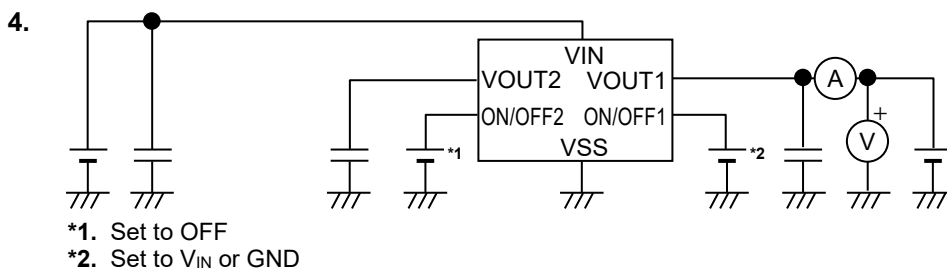 4.
VIN
VOUT2 VOUT1
ON/OFF2 ON/OFF1
VSS
A
+
V
*1
*2
*1. Set to OFF
*2. Set to VIN or GND